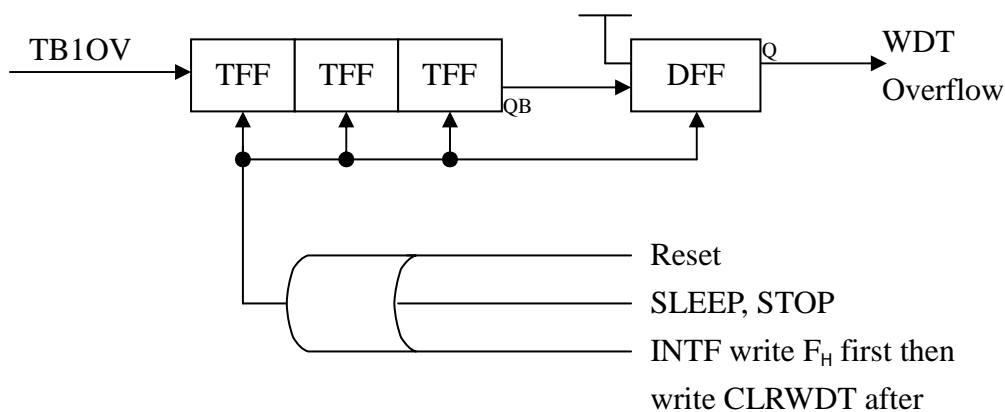 TB1OV
TFF
TFF
TFF
QB
DFF
Q
WDT
Overflow
Reset
SLEEP, STOP
INTF write FH first then
write CLRWDT after